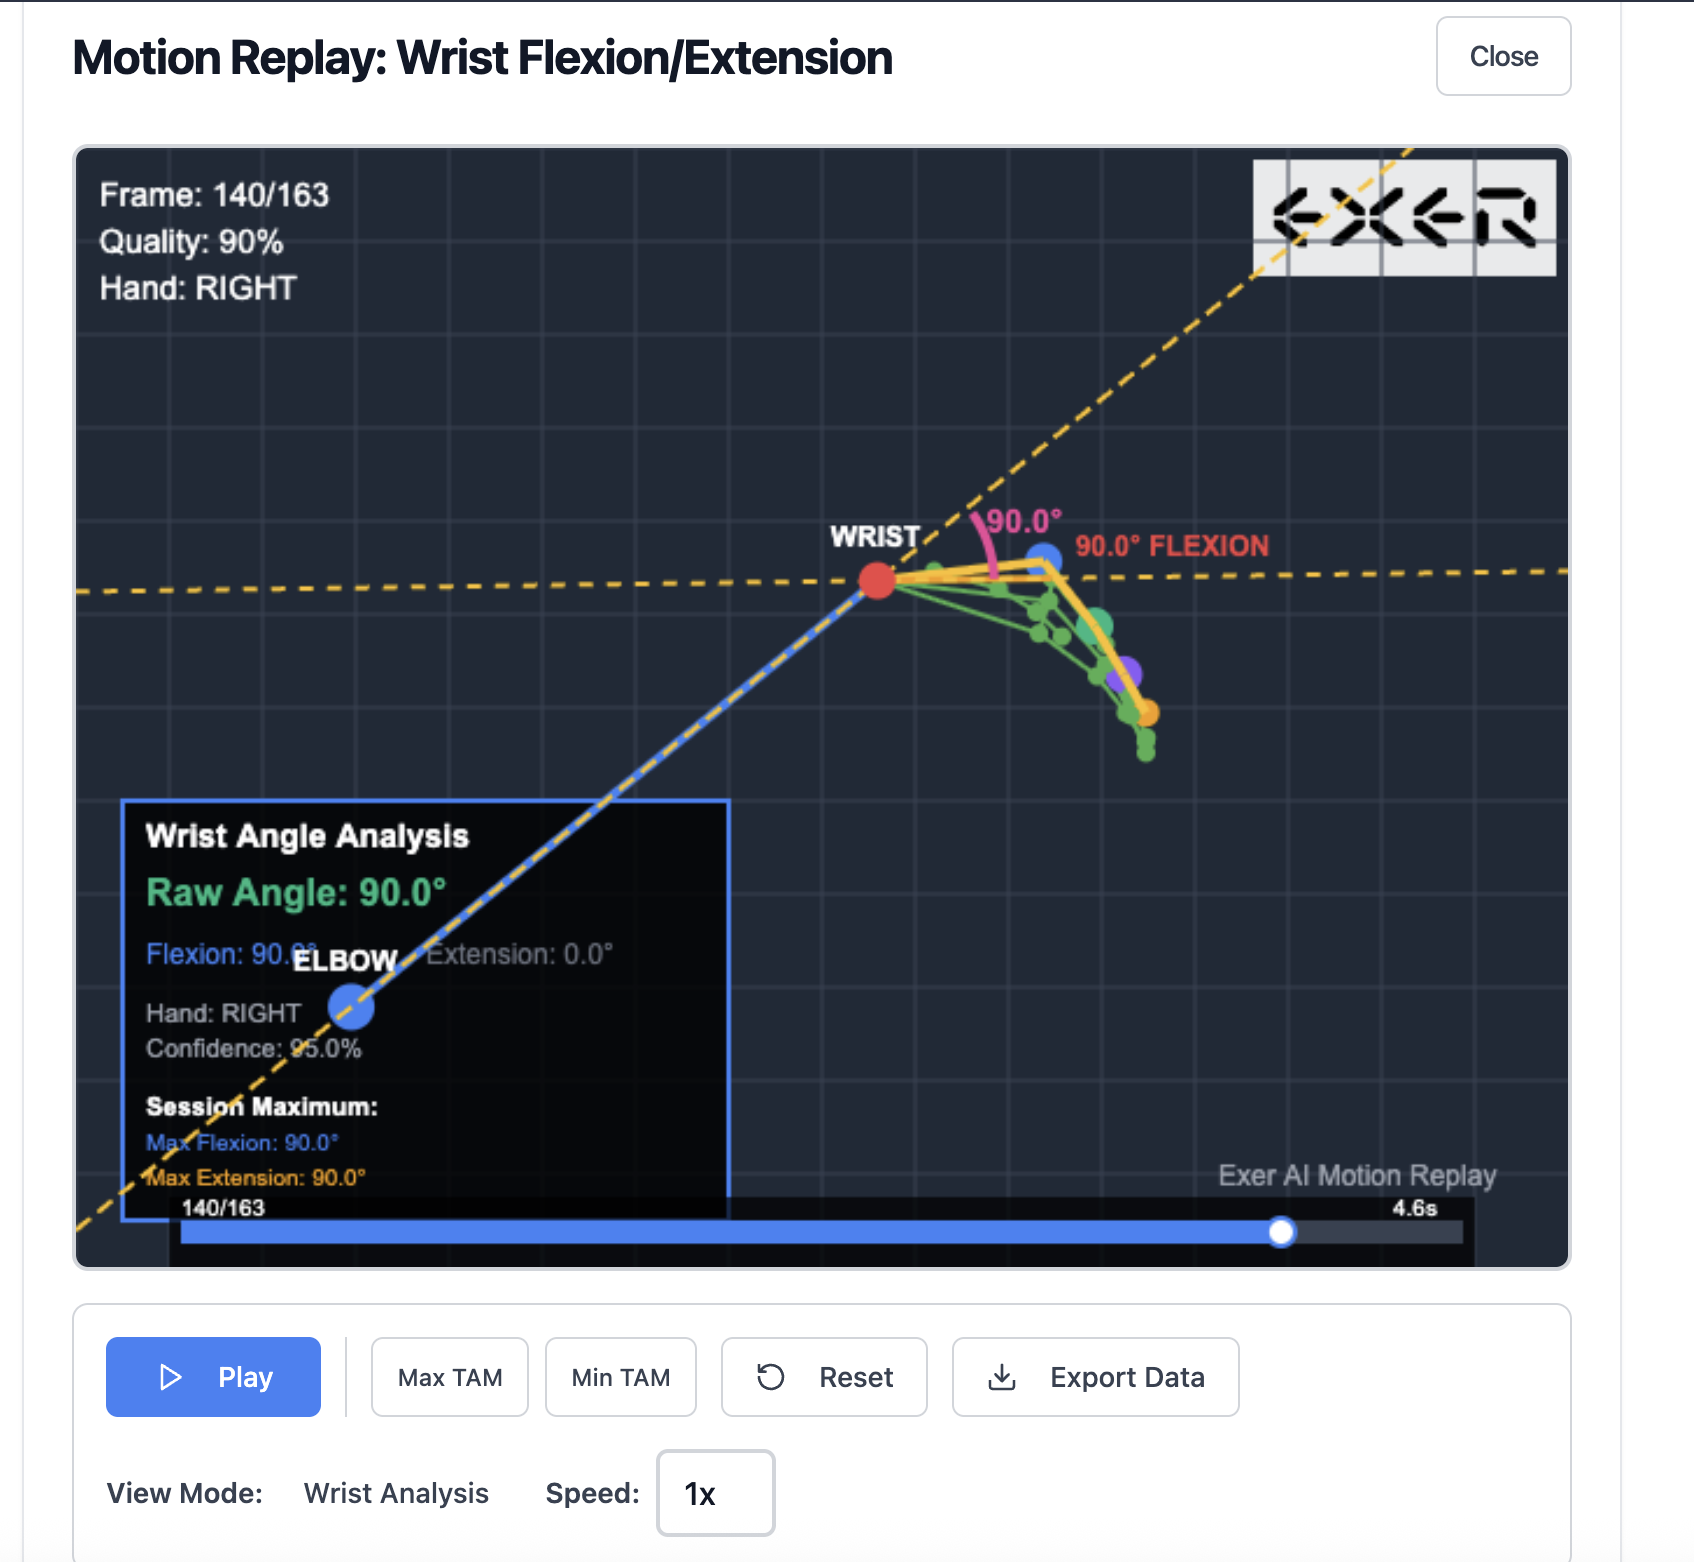 Motion Replay: Wrist Flexion/Extension
Close
Frame: 140/163
Quality: 90%
Hand: RIGHT
EXER
WRIST
90.0°
90.0° FLEXION
Wrist Angle Analysis
Raw Angle: 90.0°
Flexion: 90.0°
ELBOW
Extension: 0.0°
Hand: RIGHT
Confidence: 95.0%
Session Maximum:
Max Flexion: 90.0°
Max Extension: 90.0°
Exer AI Motion Replay
140/163
4.6s
Play
Max TAM
Min TAM
Reset
Export Data
View Mode: Wrist Analysis Speed: 1x